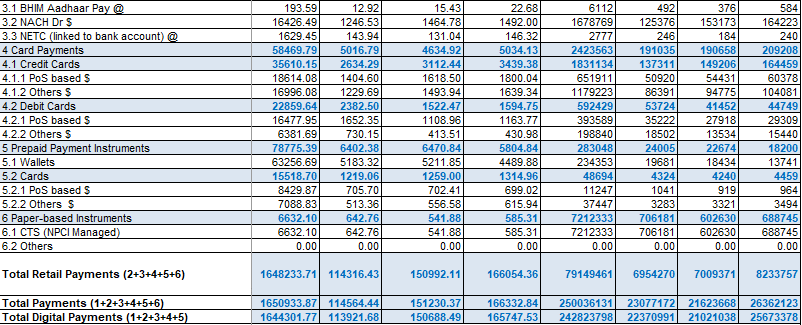 3.1 BHIM Aadhaar Pay @ 193.59 12.92 15.43 22.68 6112 492 376 584
3.2 NACH Dr $ 16426.49 1246.53 1464.78 1492.00 1678769 125376 153173 164223
3.3 NETC (linked to bank account) @ 1629.45 143.94 131.04 146.32 2777 246 184 240
4 Card Payments 58469.79 5016.79 4634.92 5034.13 2423563 191035 190658 209208
4.1 Credit Cards 35610.15 2634.29 3112.44 3439.38 1831134 137311 149206 164459
4.1.1 PoS based $ 18614.08 1404.60 1618.50 1800.04 651911 50920 54431 60378
4.1.2 Others $ 16996.08 1229.69 1493.94 1639.34 1179223 86391 94775 104081
4.2 Debit Cards 22859.64 2382.50 1522.47 1594.75 592429 53724 41452 44749
4.2.1 PoS based $ 16477.95 1652.35 1108.96 1163.77 393589 35222 27918 29309
4.2.2 Others $ 6381.69 730.15 413.51 430.98 198840 18502 13534 15440
5 Prepaid Payment Instruments 78775.39 6402.38 6470.84 5804.84 283048 24005 22674 18200
5.1 Wallets 63256.69 5183.32 5211.85 4489.88 234353 19681 18434 13741
5.2 Cards 15518.70 1219.06 1259.00 1314.96 48694 4324 4240 4459
5.2.1 PoS based $ 8429.87 705.70 702.41 699.02 11247 1041 919 964
5.2.2 Others $ 7088.83 513.36 556.58 615.94 37447 3283 3321 3494
6 Paper-based Instruments 6632.10 642.76 541.88 585.31 7212333 706181 602630 688745
6.1 CTS (NPCI Managed) 6632.10 642.76 541.88 585.31 7212333 706181 602630 688745
6.2 Others 0.00 0.00 0.00 0.00 0.00 0.00 0.00 0.00
Total Retail Payments (2+3+4+5+6) 1648233.71 114316.43 150992.11 166054.36 79149461 6954270 7009371 8233757
Total Payments (1+2+3+4+5+6) 1650933.87 114564.44 151230.37 166332.84 250036131 23077172 21623668 26362123
Total Digital Payments (1+2+3+4+5) 1644301.77 113921.68 150688.49 165747.53 242823798 22370991 21021038 25673378